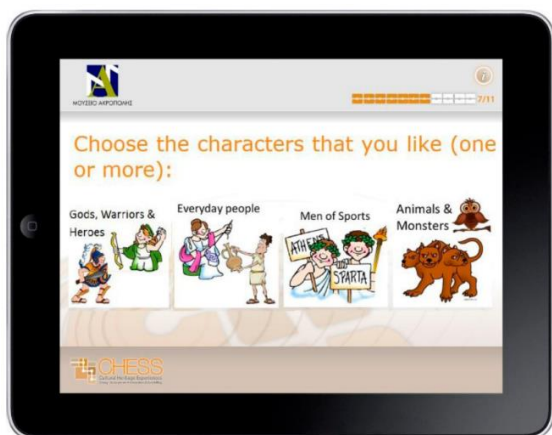 ΜΟΥΣΕΙΟ ΑΚΡΟΠΟΛΗΣ
i
7/11
Choose the characters that you like (one
or more):
Gods, Warriors &
Heroes
Everyday people
Men of Sports
Animals &
Monsters
ATHENS
SPARTA
CHESS
Cultural Heritage Experiences